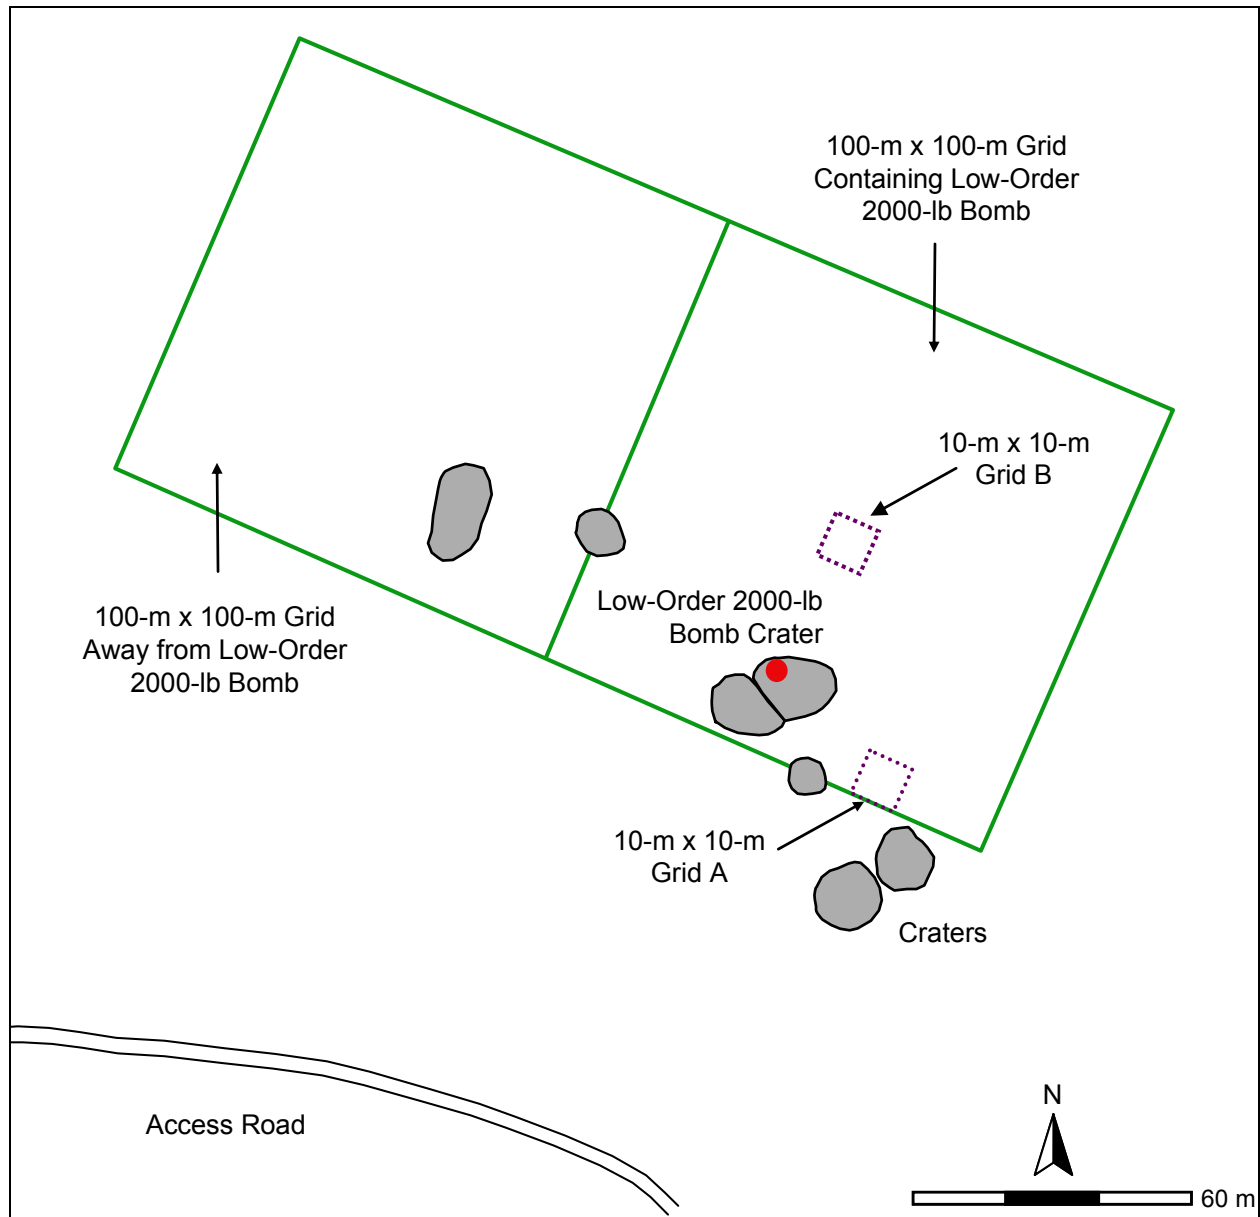 100-m x 100-m Grid
Containing Low-Order
2000-lb Bomb
10-m x 10-m
Grid B
Low-Order 2000-lb
Bomb Crater
100-m x 100-m Grid
Away from Low-Order
2000-lb Bomb
10-m x 10-m
Grid A
Craters
Access Road
N
60 m